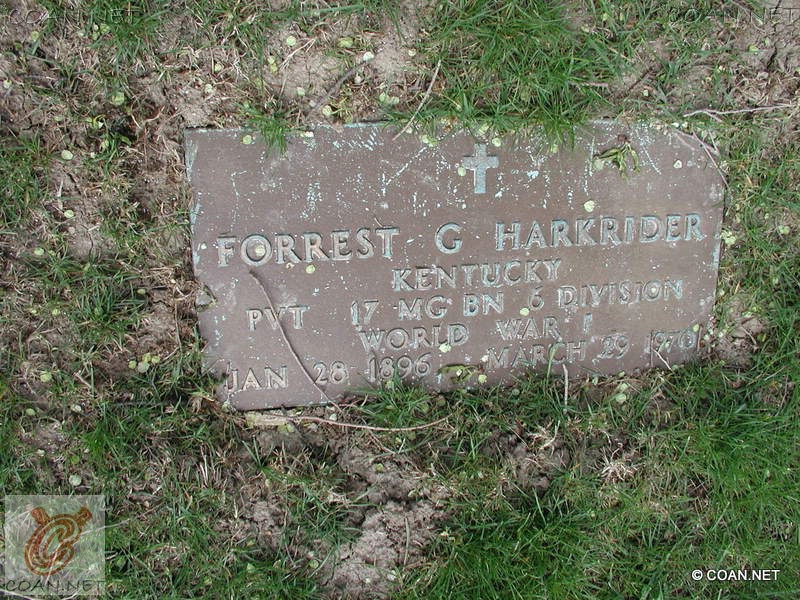 FORREST G HARKRIDER
KENTUCKY
PVT 17 MG BN 6 DIVISION
WORLD WAR I
JAN 28 1896 MARCH 29 1970
COAN.NET
© COAN.NET